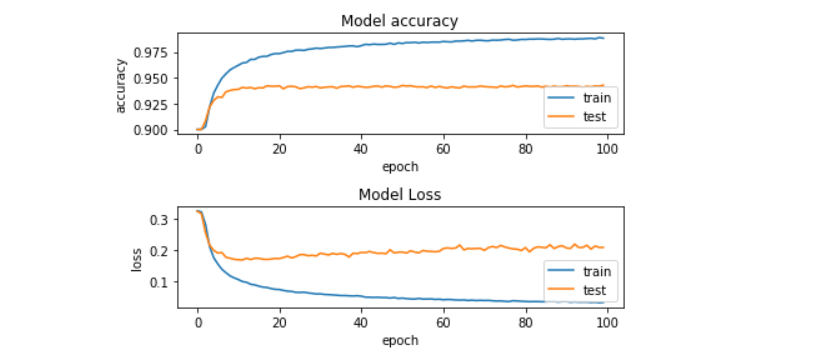 Model accuracy
0.975
0.950
0.925
0.900
accuracy
train
test
0 20 40 60 80 100
epoch
Model Loss
0.3
0.2
0.1
loss
train
test
0 20 40 60 80 100
epoch